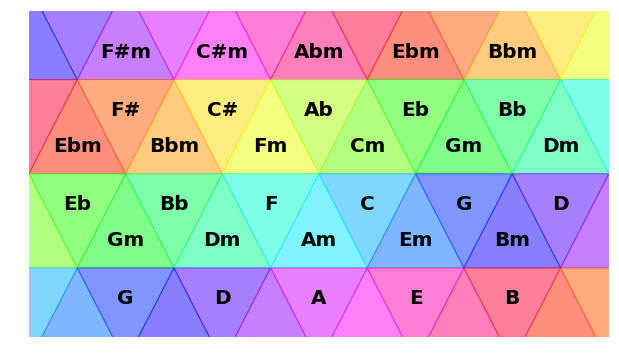 F#m C#m Abm Ebm Bbm
F# C# Ab Eb Bb
Ebm Bbm Fm Cm Gm Dm
Eb Bb F C G D
Gm Dm Am Em Bm
G D A E B